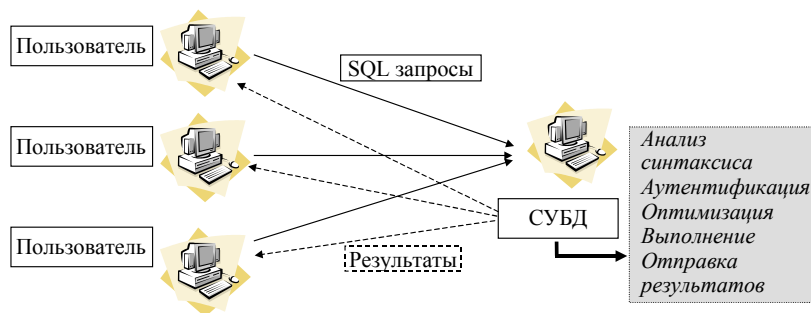 Пользователь
SQL запросы
Пользователь
Пользователь
СУБД
Результаты
Анализ
синтаксиса
Аутентификация
Оптимизация
Выполнение
Отправка
результатов